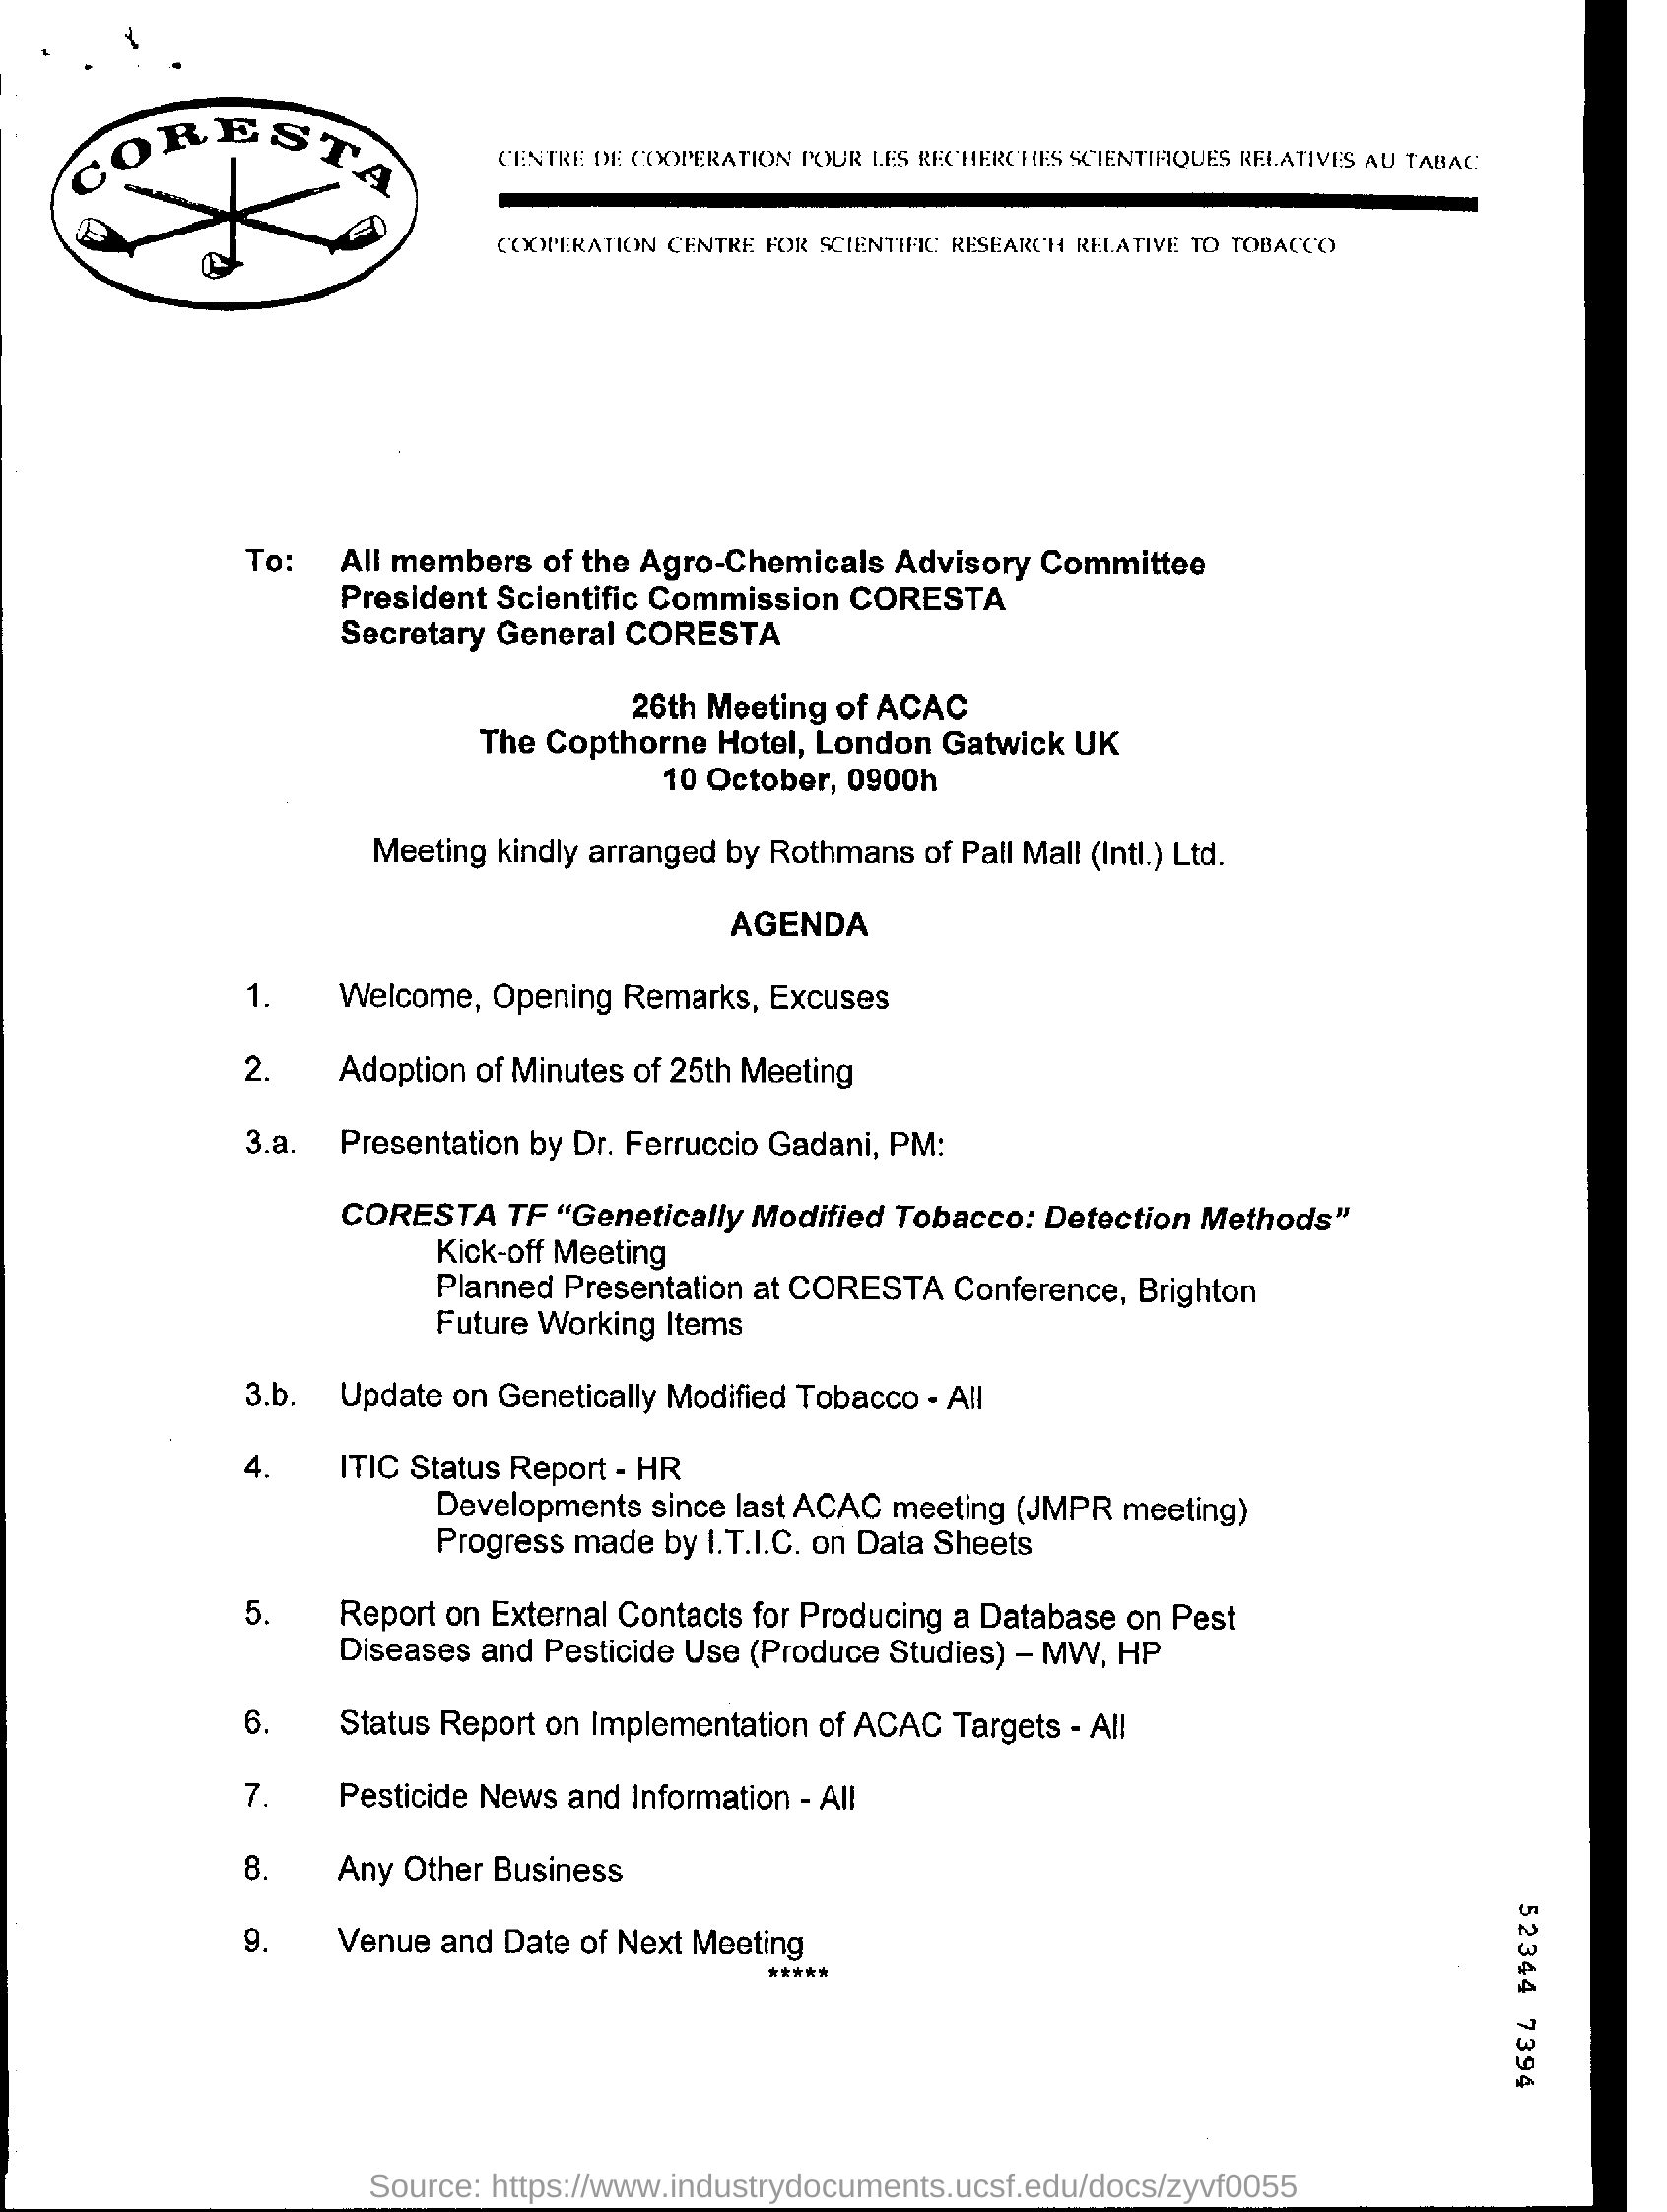 CORESTA
CENTRE DE COOPERATION POUR LES RECHERCHES SCIENTIFIQUES RELATIVES AU TABAC
COOPERATION CENTRE FOR SCIENTIFIC RESEARCH RELATIVE TO TOBACCO
To: All members of the Agro-Chemicals Advisory Committee
President Scientific Commission CORESTA
Secretary General CORESTA
26th Meeting of ACAC
The Copthorne Hotel, London Gatwick UK
10 October, 0900h
Meeting kindly arranged by Rothmans of Pall Mall (Intl.) Ltd.
AGENDA
1. Welcome, Opening Remarks, Excuses
2. Adoption of Minutes of 25th Meeting
3.a. Presentation by Dr. Ferruccio Gadani, PM:
CORESTA TF "Genetically Modified Tobacco: Detection Methods"
Kick-off Meeting
Planned Presentation at CORESTA Conference, Brighton
Future Working Items
3.b. Update on Genetically Modified Tobacco - All
4. ITIC Status Report - HR
Developments since last ACAC meeting (JMPR meeting)
Progress made by I.T.I.C. on Data Sheets
5. Report on External Contacts for Producing a Database on Pest
Diseases and Pesticide Use (Produce Studies) – MW, HP
6. Status Report on Implementation of ACAC Targets - All
7. Pesticide News and Information - All
8. Any Other Business
9. Venue and Date of Next Meeting
*****
52344 7394
Source: https://www.industrydocuments.ucsf.edu/docs/zyvf0055